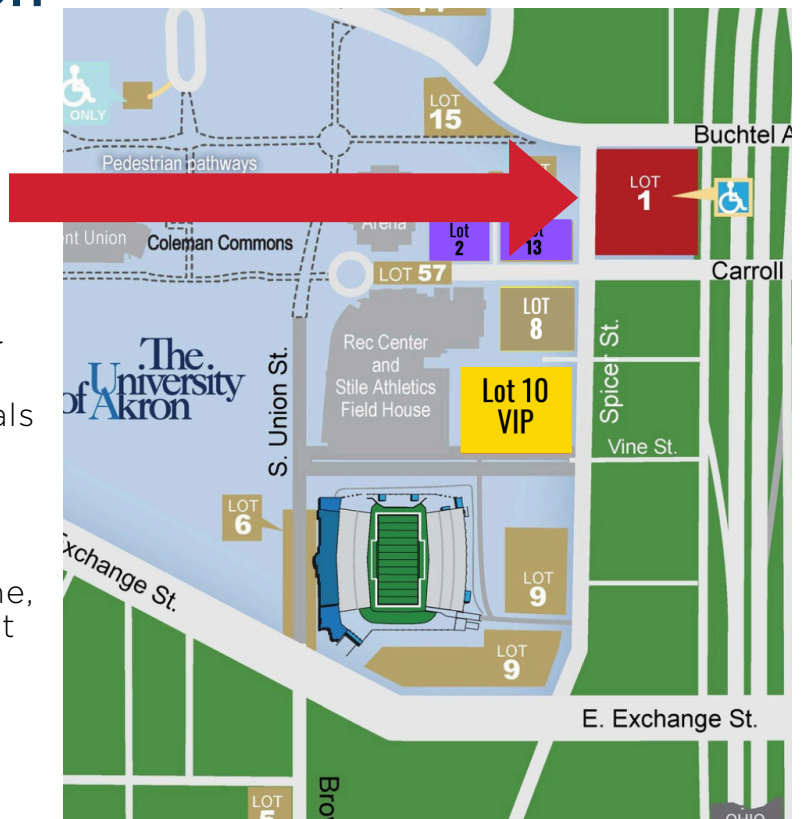 ONLY
LOT
15
Buchtel A
Pedestrian pathways
LOT
1
Arena
Lot
2
13
nt Union
Coleman Commons
LOT 57
Carroll
LOT
8
Rec Center
and
Stile Athletics
Field House
S. Union St.
Spicer St.
The
University
of Akron
als
Lot 10
VIP
Vine St.
LOT
6
Exchange St.
ne,
t
LOT
9
LOT
9
E. Exchange St.
LOT
5
Bro
OHIO